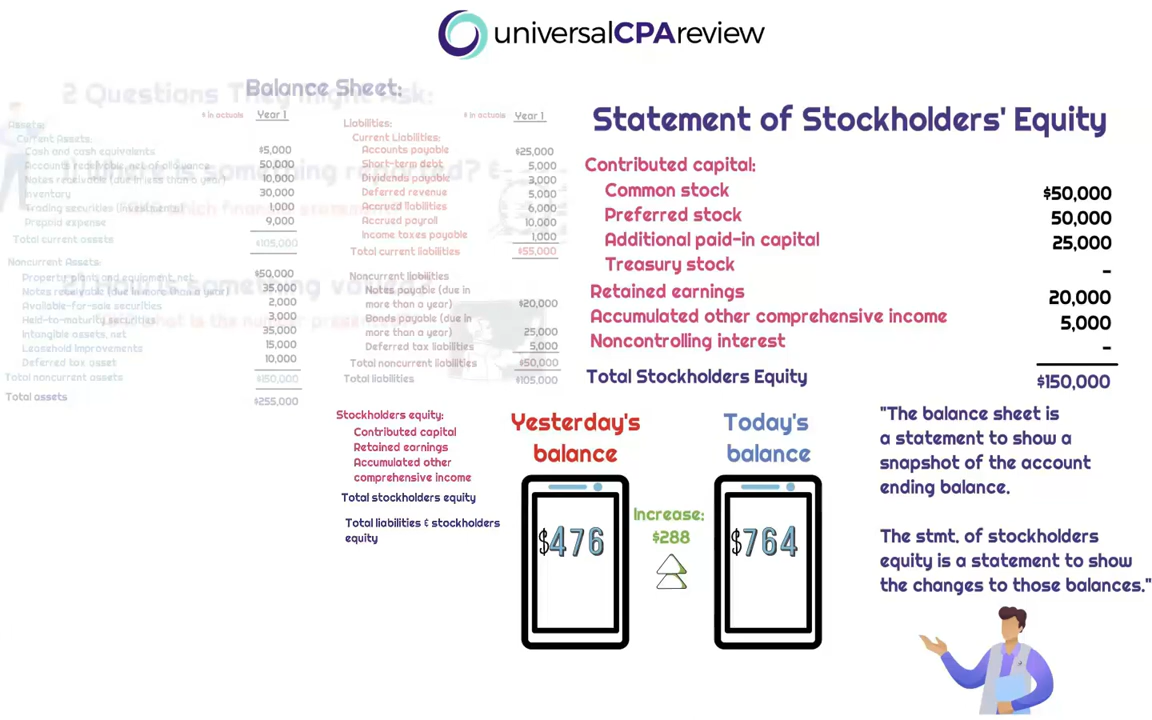 universalCPAreview
2 Questions They Might Ask:
Balance Sheet:
$ in actuals Year 1
Assets:
Current Assets:
Cash and cash equivalents $5,000
Accounts receivable, net of allowance 50,000
Notes receivable (due in less than a year) 10,000
Inventory 30,000
Trading securities (investments) 1,000
Prepaid expense 9,000
Total current assets $105,000
Noncurrent Assets:
Property, plants and equipment, net $50,000
Notes receivable (due in more than a year) 35,000
Available-for-sale securities 2,000
Held-to-maturity securities 3,000
Intangible assets, net 35,000
Leasehold improvements 15,000
Deferred tax asset 10,000
Total noncurrent assets $150,000
Total assets $255,000
$ in actuals Year 1
Liabilities:
Current Liabilities:
Accounts payable $25,000
Short-term debt 5,000
Dividends payable 3,000
Deferred revenue 5,000
Accrued liabilities 6,000
Accrued payroll 10,000
Income taxes payable 1,000
Total current liabilities $55,000
Noncurrent liabilities
Notes payable (due in
more than a year) $20,000
Bonds payable (due in
more than a year) 25,000
Deferred tax liabilities 5,000
Total noncurrent liabilities $50,000
Total liabilities $105,000
Stockholders equity:
Contributed capital
Retained earnings
Accumulated other
comprehensive income
Total stockholders equity
Total liabilities & stockholders
equity
Statement of Stockholders' Equity
Contributed capital:
Common stock $50,000
Preferred stock 50,000
Additional paid-in capital 25,000
Treasury stock -
Retained earnings 20,000
Accumulated other comprehensive income 5,000
Noncontrolling interest -
Total Stockholders Equity $150,000
Yesterday's
balance
$476
Increase:
$288
Today's
balance
$764
"The balance sheet is
a statement to show a
snapshot of the account
ending balance.
The stmt. of stockholders
equity is a statement to show
the changes to those balances."